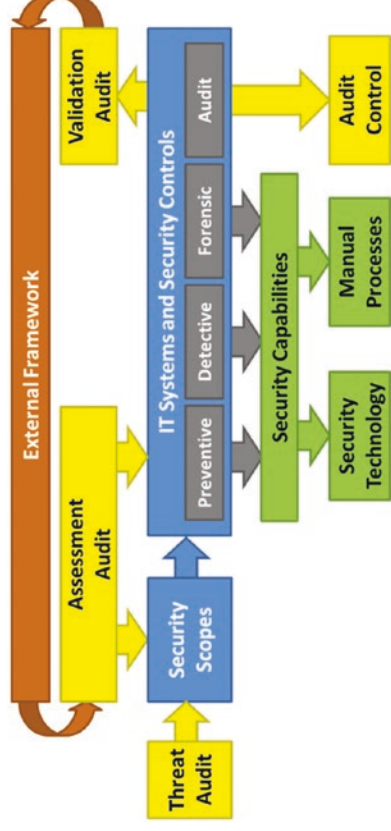 External Framework
Assessment
Audit
Validation
Audit
Threat
Audit
Security
Scopes
IT Systems and Security Controls
Preventive
Detective
Forensic
Audit
Security Capabilities
Security
Technology
Manual
Processes
Audit
Control